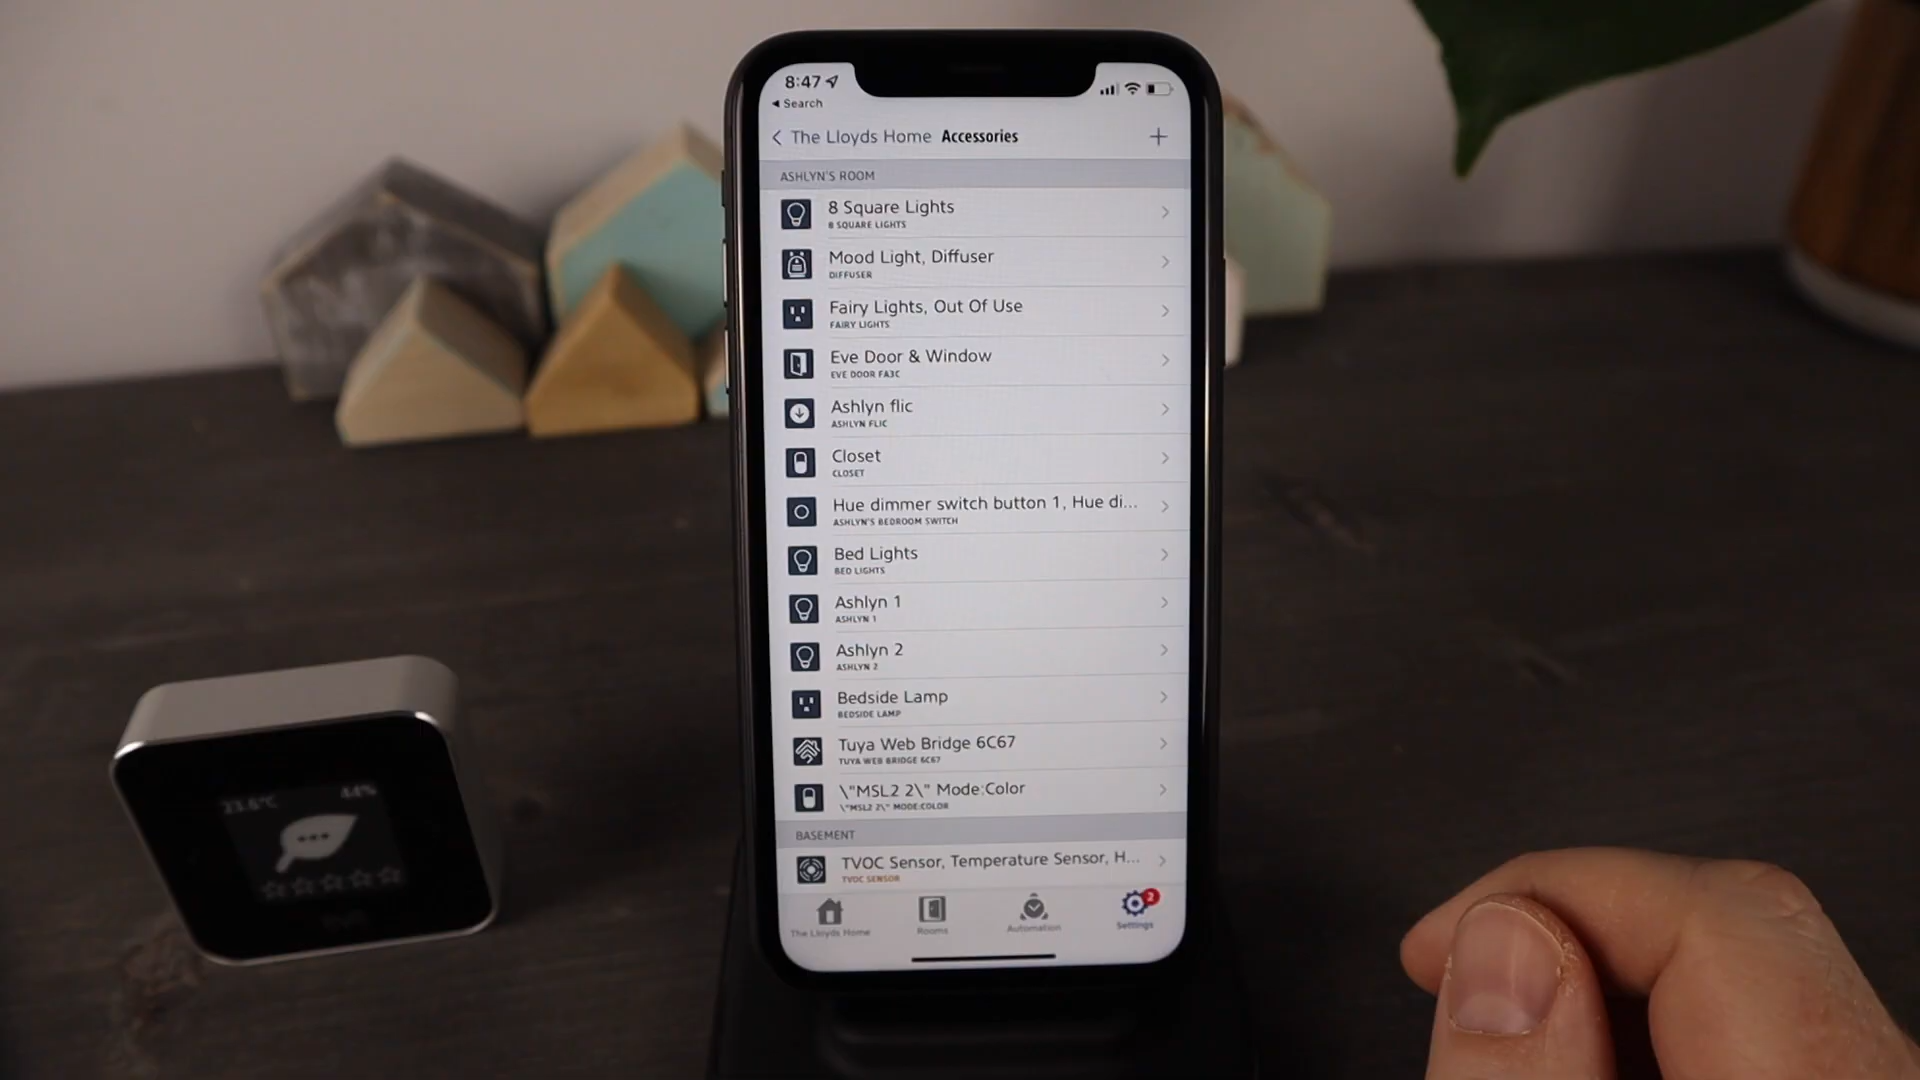 8:47
Search
The Lloyds Home Accessories
ASHLYN'S ROOM
8 Square Lights
8 SQUARE LIGHTS
Mood Light, Diffuser
DIFFUSER
Fairy Lights, Out Of Use
FAIRY LIGHTS
Eve Door & Window
EVE DOOR FA3C
Ashlyn flic
ASHLYN FLIC
Closet
CLOSET
Hue dimmer switch button 1, Hue di...
ASHLYN'S BEDROOM SWITCH
Bed Lights
BED LIGHTS
Ashlyn 1
ASHLYN 1
Ashlyn 2
ASHLYN 2
Bedside Lamp
BEDSIDE LAMP
Tuya Web Bridge 6C67
TUYA WEB BRIDGE 6C67
\"MSL2 2\" Mode:Color
\"MSL2 2\" MODE:COLOR
BASEMENT
TVOC Sensor, Temperature Sensor, H...
TVOC SENSOR
The Lloyds Home Rooms Automation Settings
2
23.6°C 44%